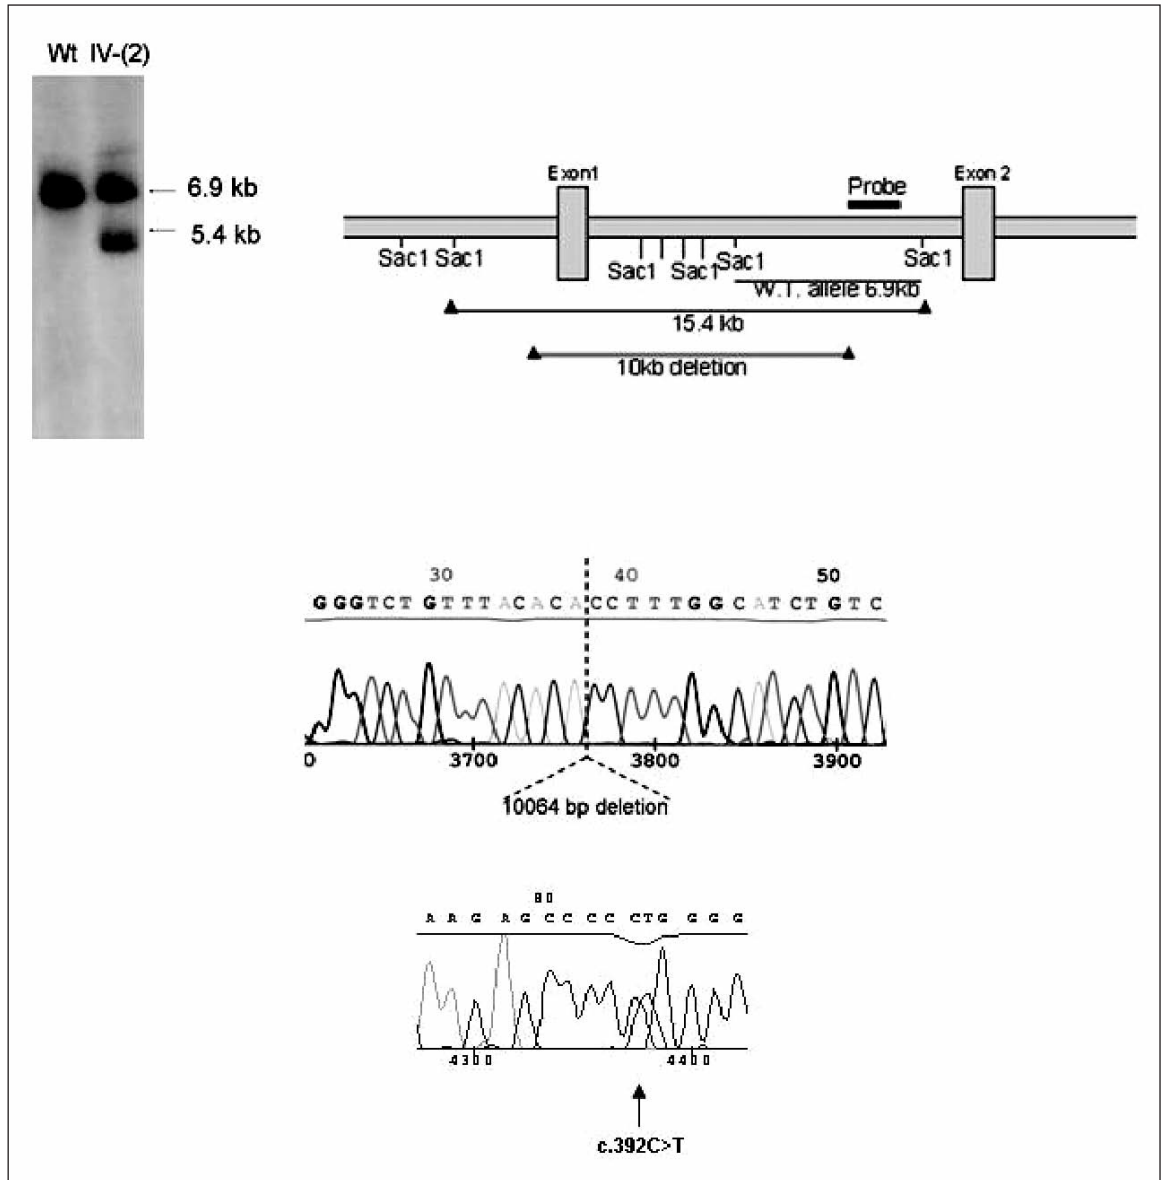 Wt IV-(2)
6.9 kb
5.4 kb
Exon1
Probe
Exon 2
Sac1 Sac1
Sac1 Sac1 Sac1
Sac1
W.T. allele 6.9kb
15.4 kb
10kb deletion
30 40 50
GGGTCTGTTTACACACCTTTGGCATCTGTC
0 3700 3800 3900
10064 bp deletion
80
A A G A G C C C C CTG G G G
4300 4400
c.392C>T